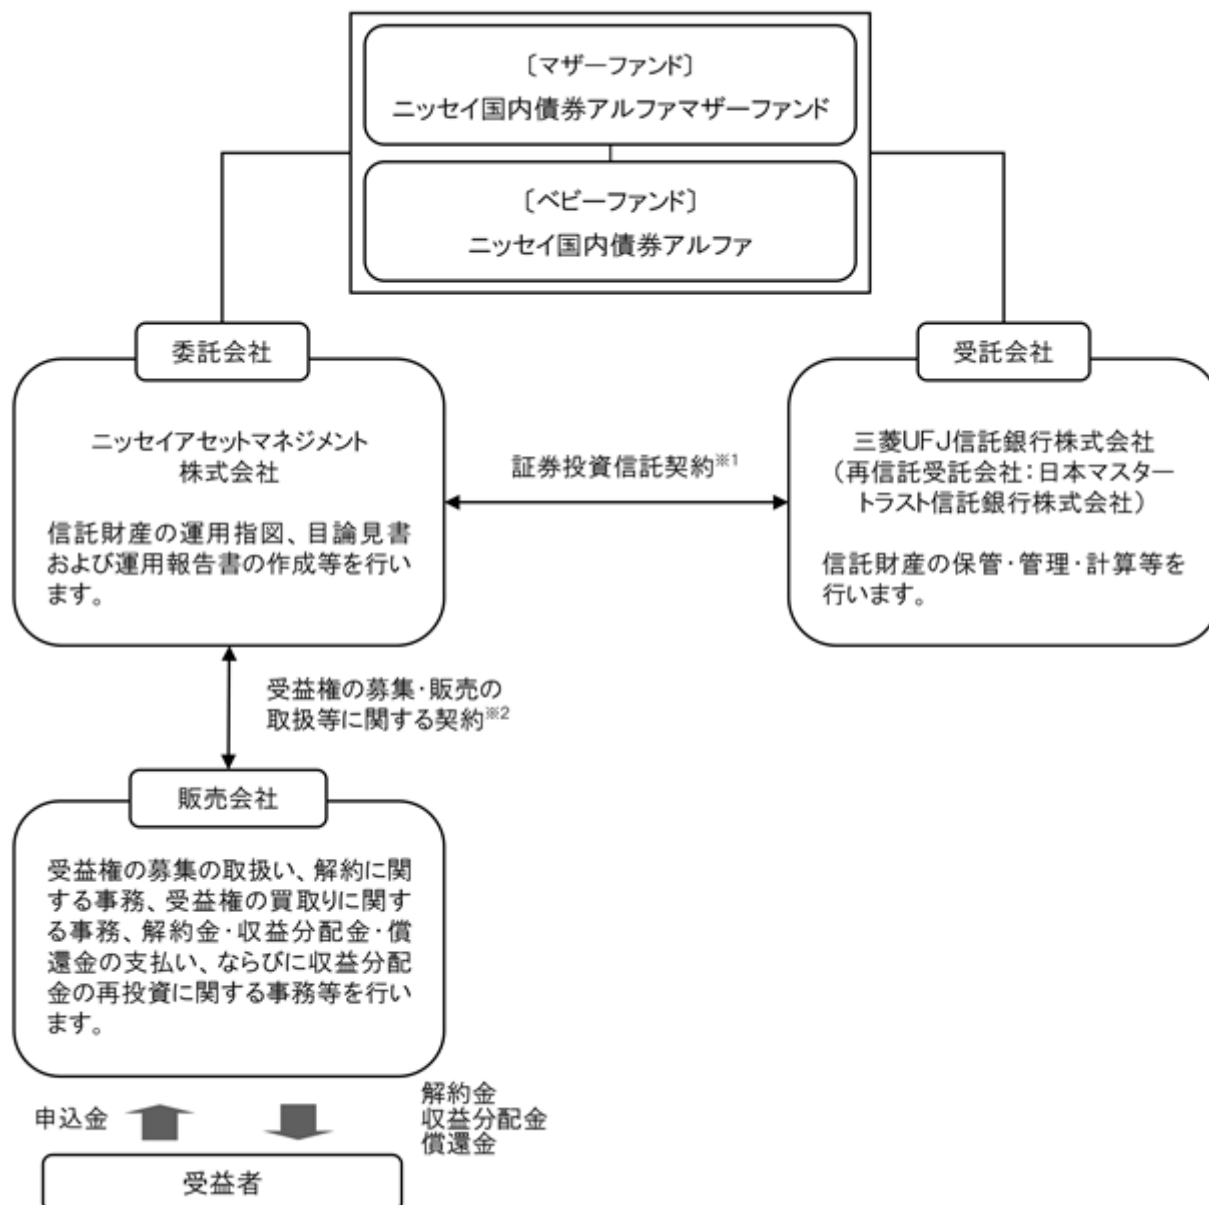 〔マザーファンド〕
ニッセイ国内債券アルファマザーファンド
〔ベビーファンド〕
ニッセイ国内債券アルファ
委託会社
ニッセイアセットマネジメント
株式会社
信託財産の運用指図、目論見書
および運用報告書の作成等を行い
ます。
証券投資信託契約※1
受託会社
三菱UFJ信託銀行株式会社
（再信託受託会社：日本マスター
トラスト信託銀行株式会社）
信託財産の保管・管理・計算等を
行います。
受益権の募集・販売の
取扱等に関する契約※2
販売会社
受益権の募集の取扱い、解約に関
する事務、受益権の買取りに関す
る事務、解約金・収益分配金・償
還金の支払い、ならびに収益分配
金の再投資に関する事務等を行い
ます。
申込金
解約金
収益分配金
償還金
受益者